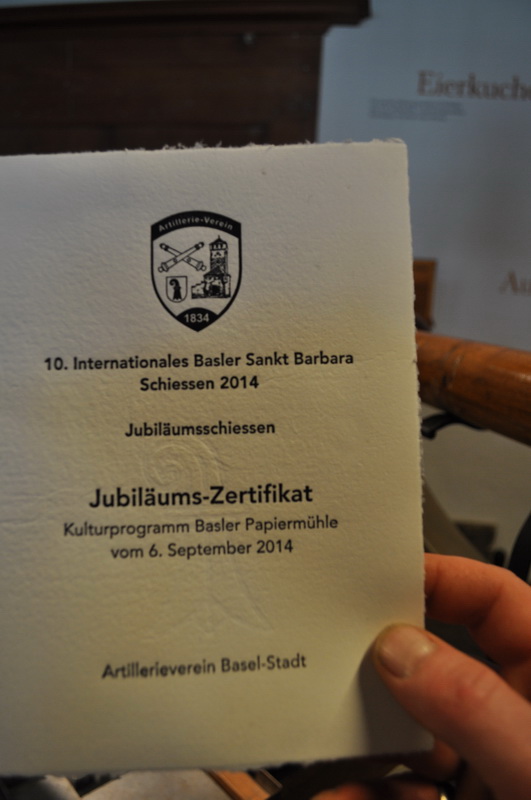 Eierkuche
Au
Artillerie-Verein
1834
10. Internationales Basler Sankt Barbara
Schiessen 2014
Jubiläumsschiessen
Jubiläums-Zertifikat
Kulturprogramm Basler Papiermühle
vom 6. September 2014
Artillerieverein Basel-Stadt